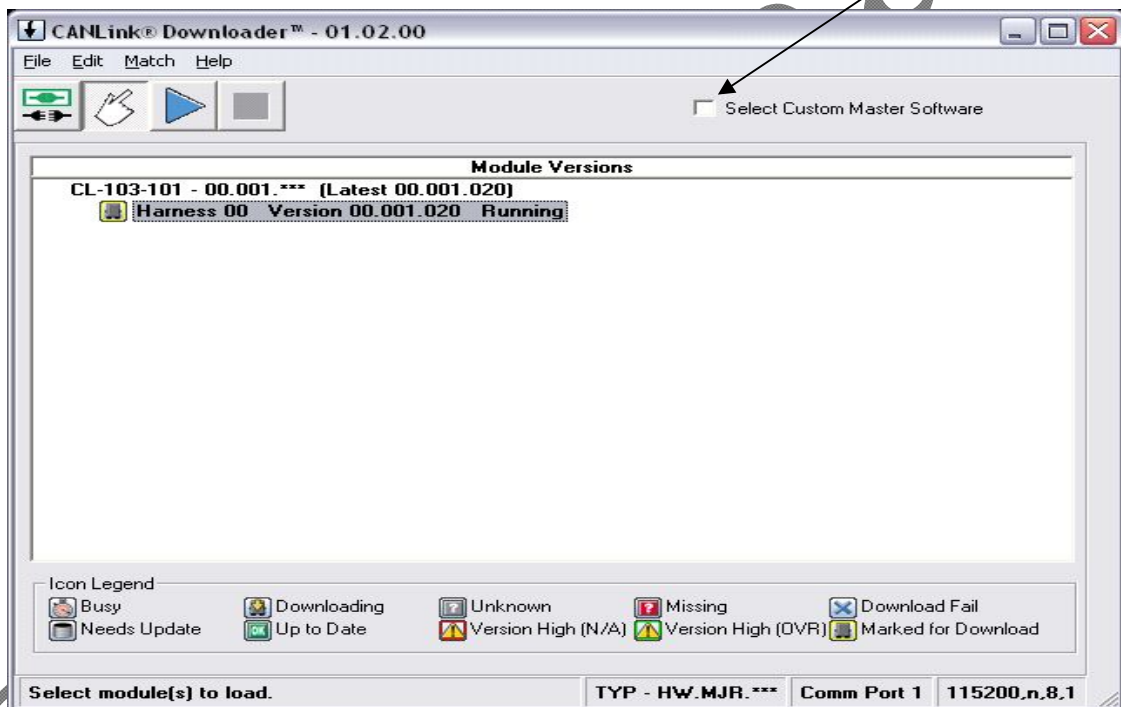 CANLink® Downloader™ - 01.02.00
File Edit Match Help
Select Custom Master Software
Module Versions
CL-103-101 - 00.001.*** (Latest 00.001.020)
Harness 00 Version 00.001.020 Running
Icon Legend
Busy Downloading Unknown Missing Download Fail
Needs Update Up to Date Version High (N/A) Version High (OVR) Marked for Download
Select module(s) to load. TYP - HW.MJR.*** Comm Port 1 115200,n,8,1